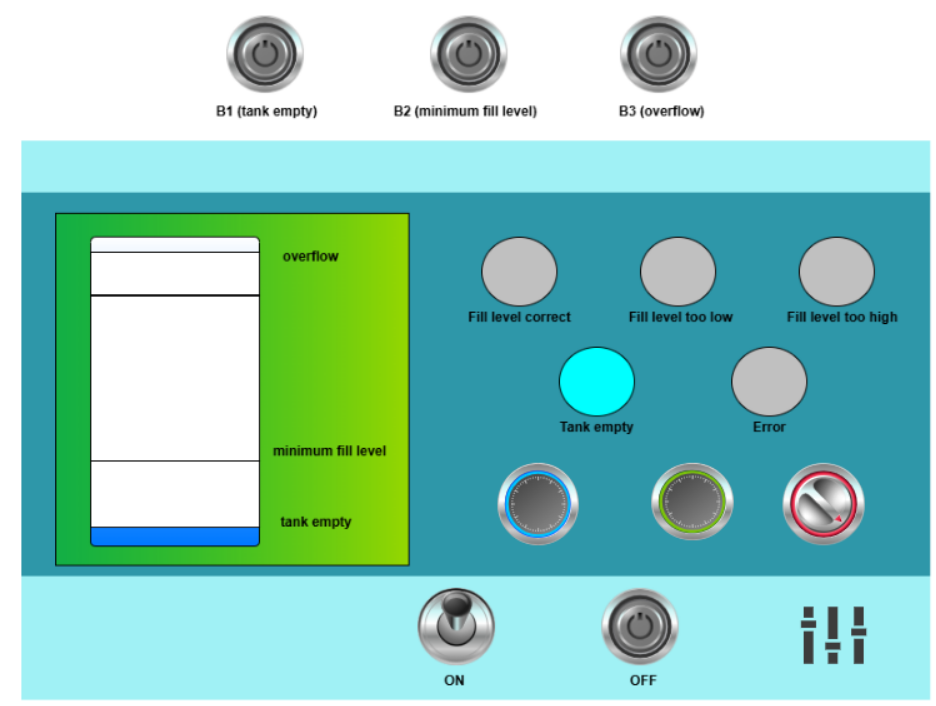 B1 (tank empty)
B2 (minimum fill level)
B3 (overflow)
overflow
minimum fill level
tank empty
Fill level correct
Fill level too low
Fill level too high
Tank empty
Error
ON
OFF